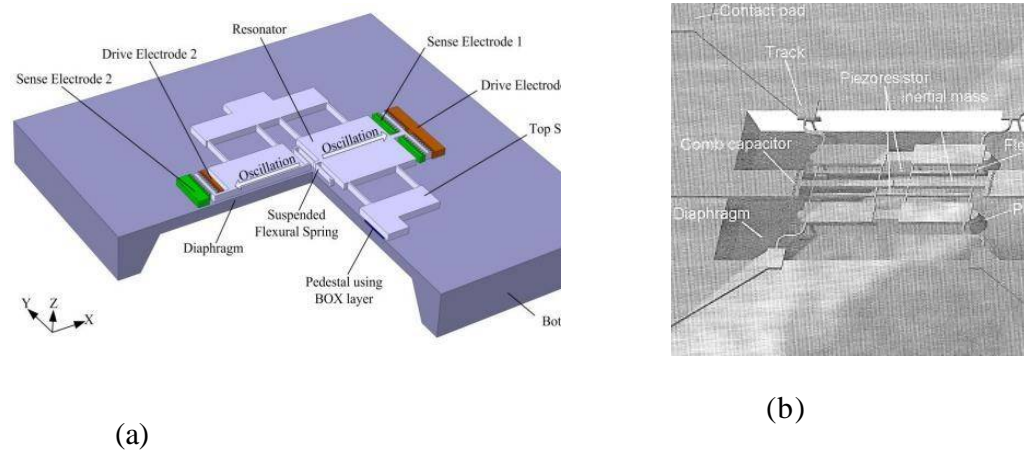 Resonator
Sense Electrode 1
Drive Electrode 2
Sense Electrode 2
Drive Electrod
Top S
Oscillation
Oscillation
Suspended
Flexural Spring
Diaphragm
Pedestal using
BOX layer
Bot
Y
Z
X
(a)
Contact pad
Track
Piezoresistor
inertial mass
Comb capacitor
Fle
Diaphragm
P
(b)